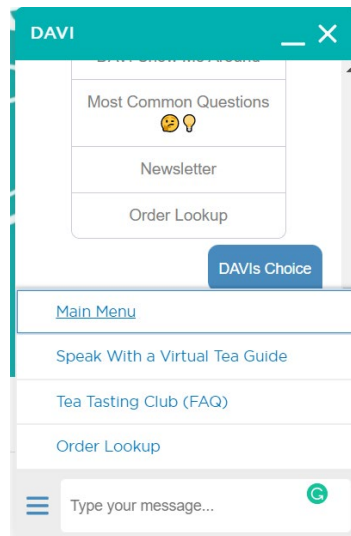 DAVI
Most Common Questions
Newsletter
Order Lookup
DAVIs Choice
Main Menu
Speak With a Virtual Tea Guide
Tea Tasting Club (FAQ)
Order Lookup
Type your message...